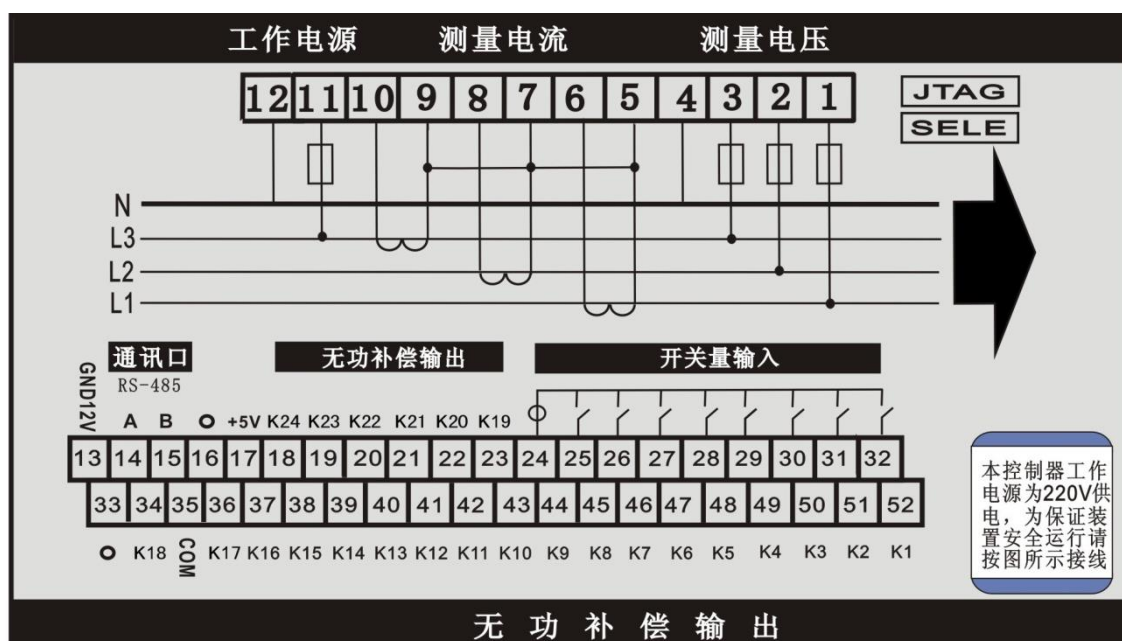 工作电源 测量电流 测量电压
12 11 10 9 8 7 6 5 4 3 2 1
JTAG
SELE
N
L3
L2
L1
通讯口 无功补偿输出 开关量输入
RS-485
GND12V A B O +5V K24 K23 K22 K21 K20 K19
13 14 15 16 17 18 19 20 21 22 23 24 25 26 27 28 29 30 31 32
33 34 35 36 37 38 39 40 41 42 43 44 45 46 47 48 49 50 51 52
O K18 COM K17 K16 K15 K14 K13 K12 K11 K10 K9 K8 K7 K6 K5 K4 K3 K2 K1
本控制器工作
电源为220V供
电，为保证装
置安全运行请
按图所示接线
无功补偿输出